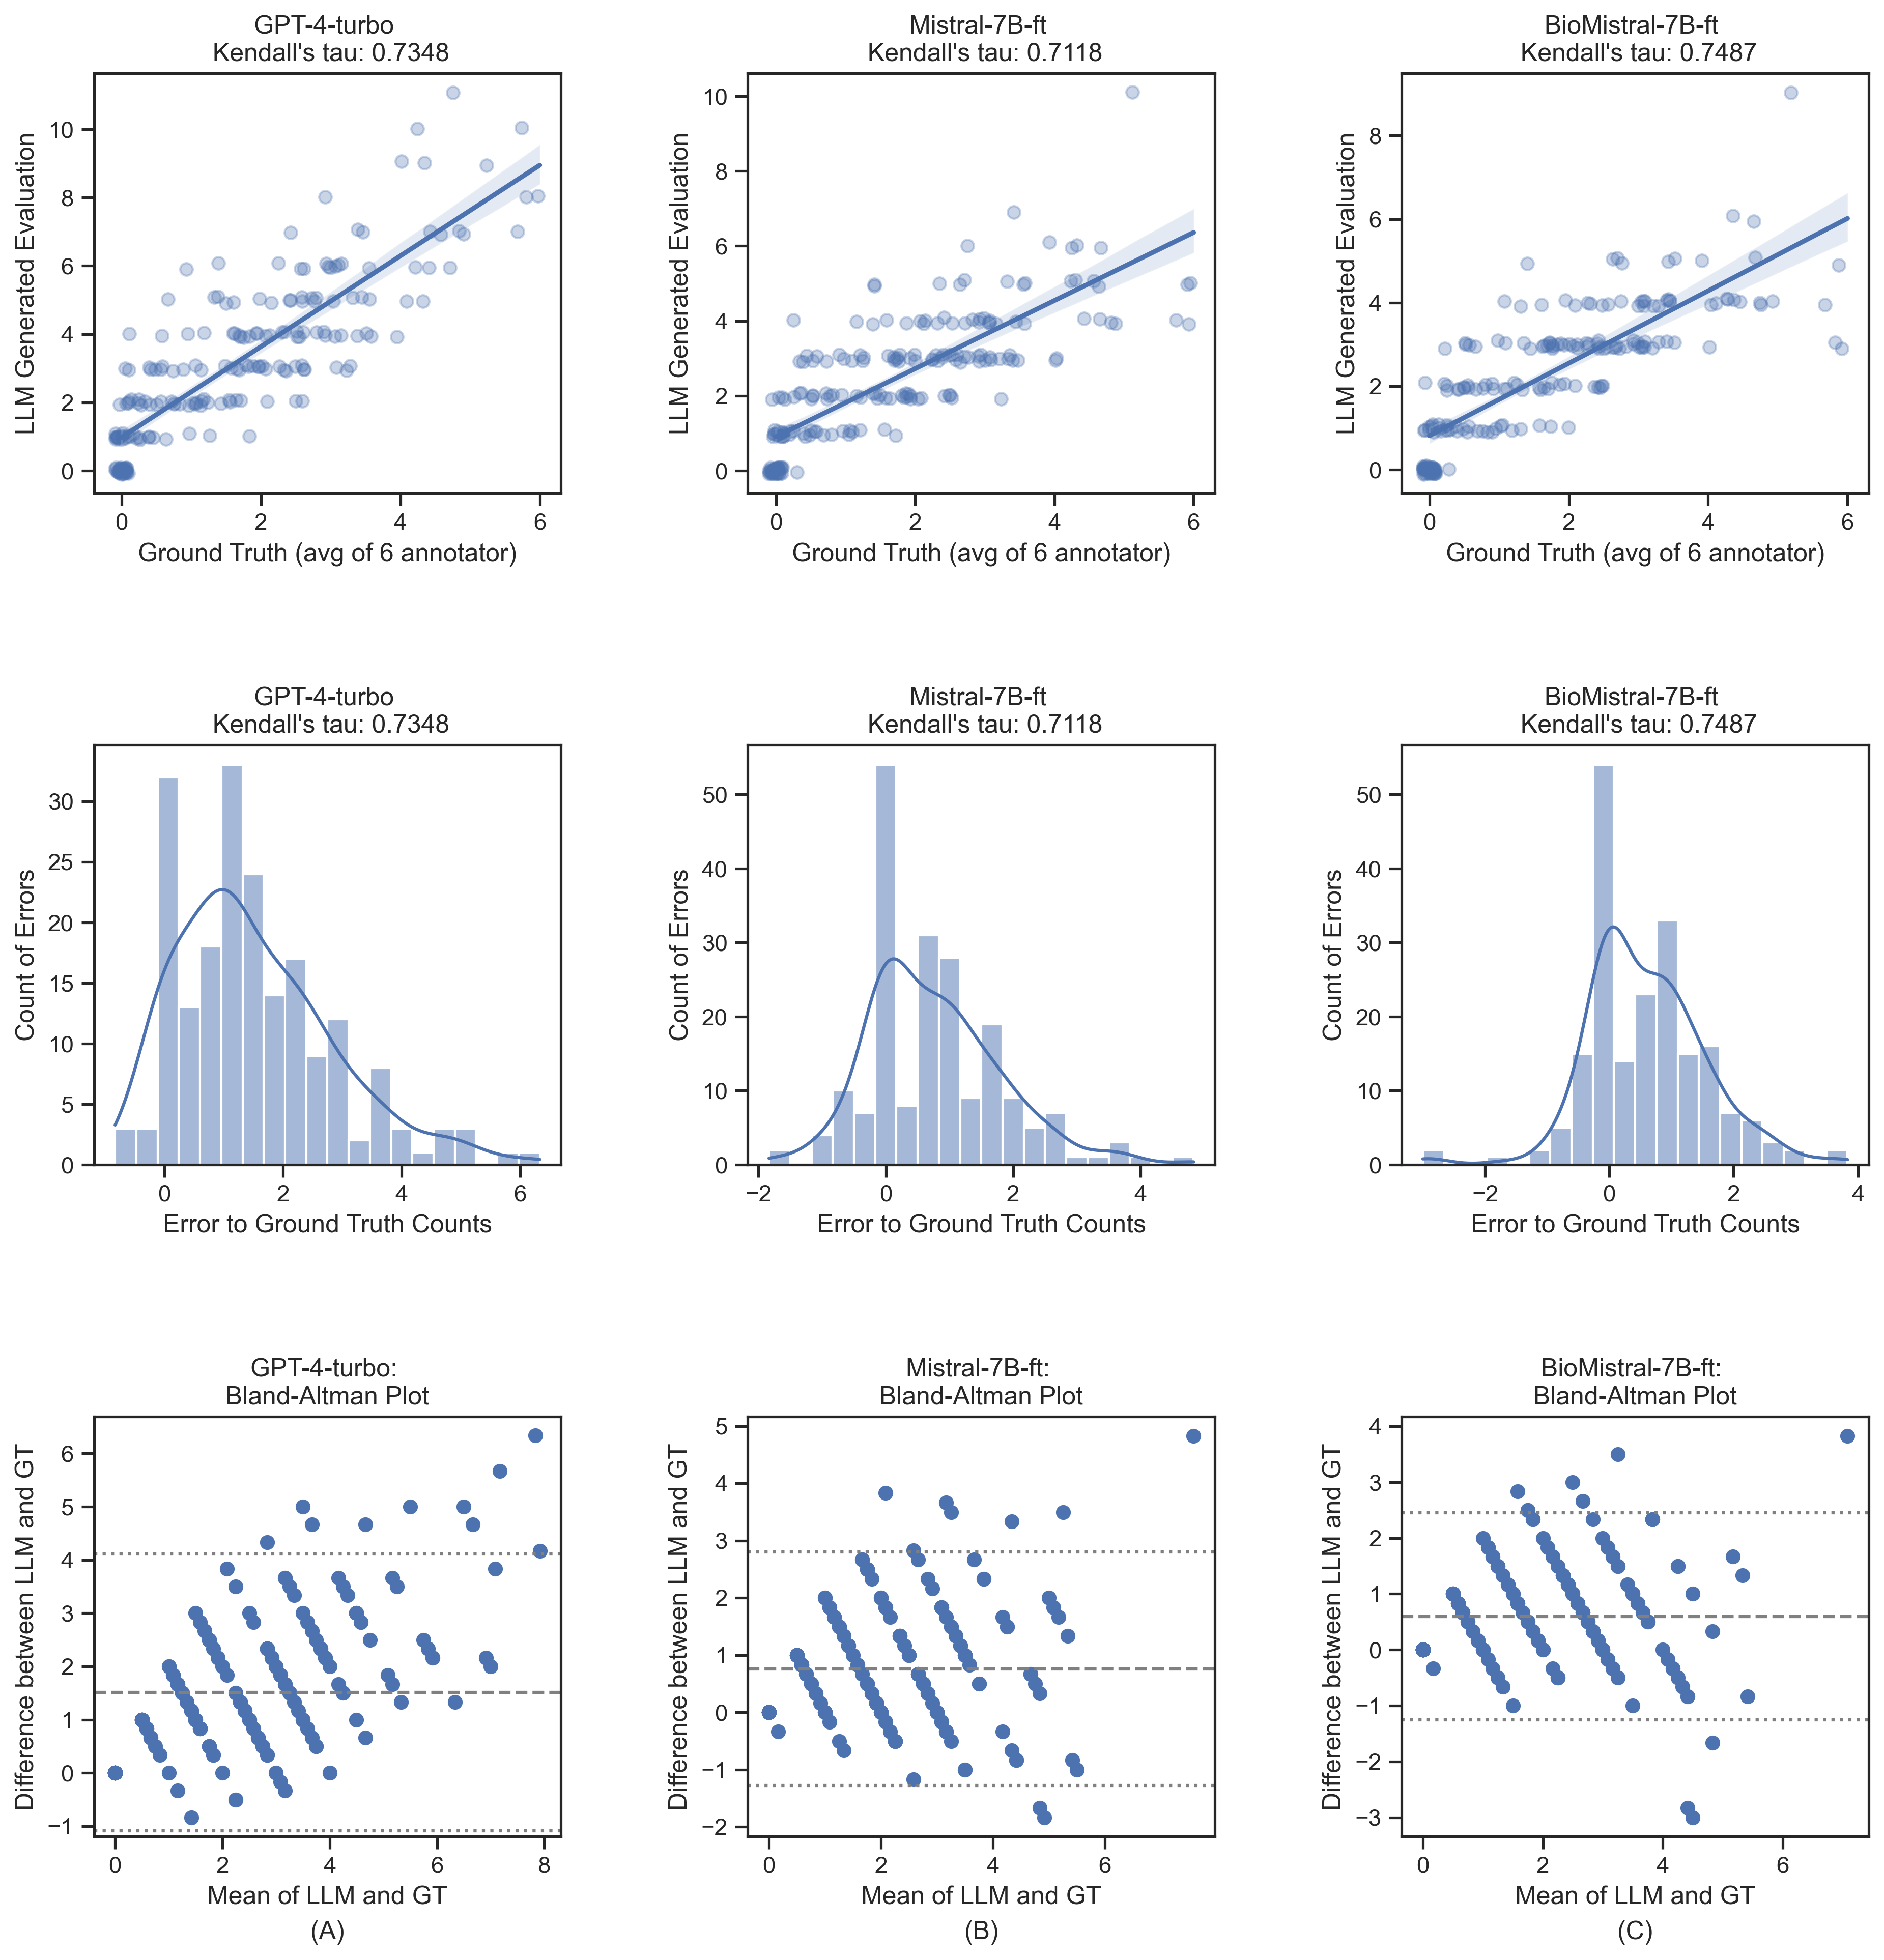 GPT-4-turbo
Kendall's tau: 0.7348
LLM Generated Evaluation
10
8
6
4
2
0
0 2 4 6
Ground Truth (avg of 6 annotator)
Mistral-7B-ft
Kendall's tau: 0.7118
LLM Generated Evaluation
10
8
6
4
2
0
0 2 4 6
Ground Truth (avg of 6 annotator)
BioMistral-7B-ft
Kendall's tau: 0.7487
LLM Generated Evaluation
8
6
4
2
0
0 2 4 6
Ground Truth (avg of 6 annotator)
GPT-4-turbo
Kendall's tau: 0.7348
Count of Errors
30
25
20
15
10
5
0
0 2 4 6
Error to Ground Truth Counts
Mistral-7B-ft
Kendall's tau: 0.7118
Count of Errors
50
40
30
20
10
0
−2 0 2 4
Error to Ground Truth Counts
BioMistral-7B-ft
Kendall's tau: 0.7487
Count of Errors
50
40
30
20
10
0
−2 0 2 4
Error to Ground Truth Counts
GPT-4-turbo:
Bland-Altman Plot
Difference between LLM and GT
6
5
4
3
2
1
0
−1
0 2 4 6 8
Mean of LLM and GT
(A)
Mistral-7B-ft:
Bland-Altman Plot
Difference between LLM and GT
5
4
3
2
1
0
−1
−2
0 2 4 6
Mean of LLM and GT
(B)
BioMistral-7B-ft:
Bland-Altman Plot
Difference between LLM and GT
4
3
2
1
0
−1
−2
−3
0 2 4 6
Mean of LLM and GT
(C)